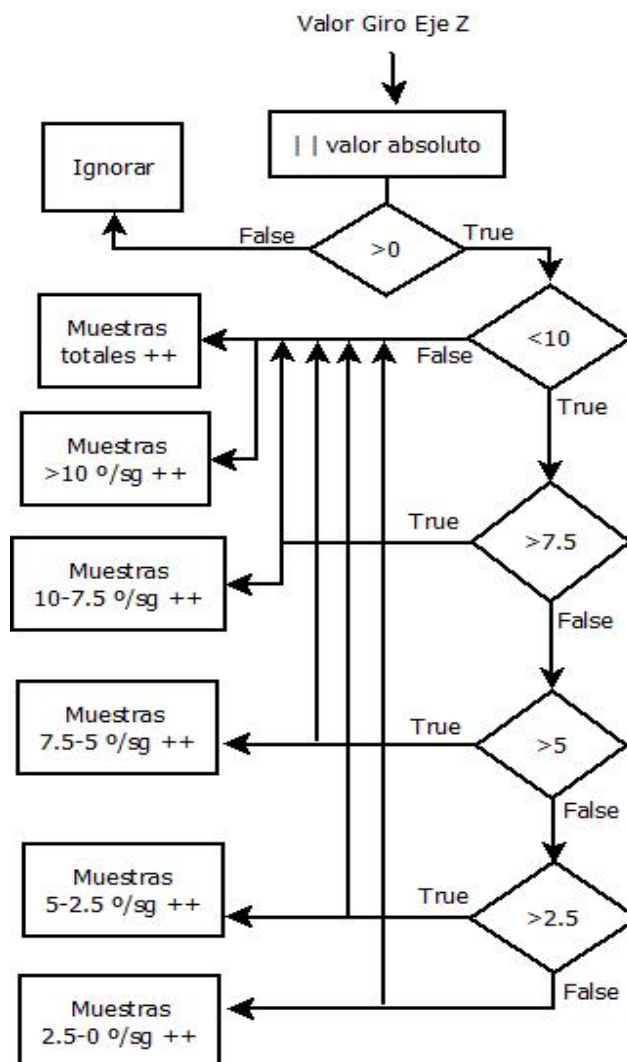 Valor Giro Eje Z
| | valor absoluto
Ignorar
False
>0
True
Muestras
totales ++
False
<10
True
Muestras
>10 º/sg ++
True
>7.5
False
Muestras
10-7.5 º/sg ++
Muestras
7.5-5 º/sg ++
True
>5
False
Muestras
5-2.5 º/sg ++
True
>2.5
False
Muestras
2.5-0 º/sg ++